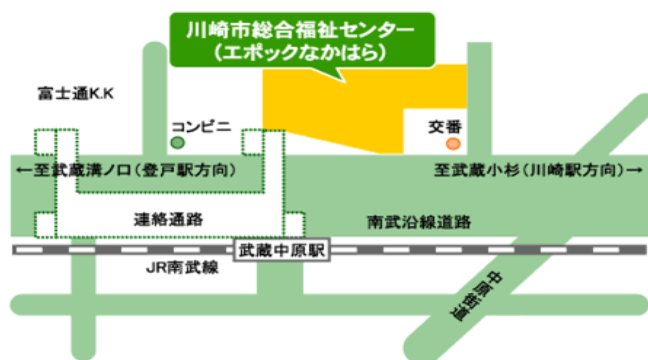 川崎市総合福祉センター
(エポックなかはら)
富士通K.K
コンビニ
交番
←至武蔵溝ノ口(登戸駅方向)
至武蔵小杉(川崎駅方向)→
連絡通路
南武沿線道路
武蔵中原駅
JR南武線
中原街道